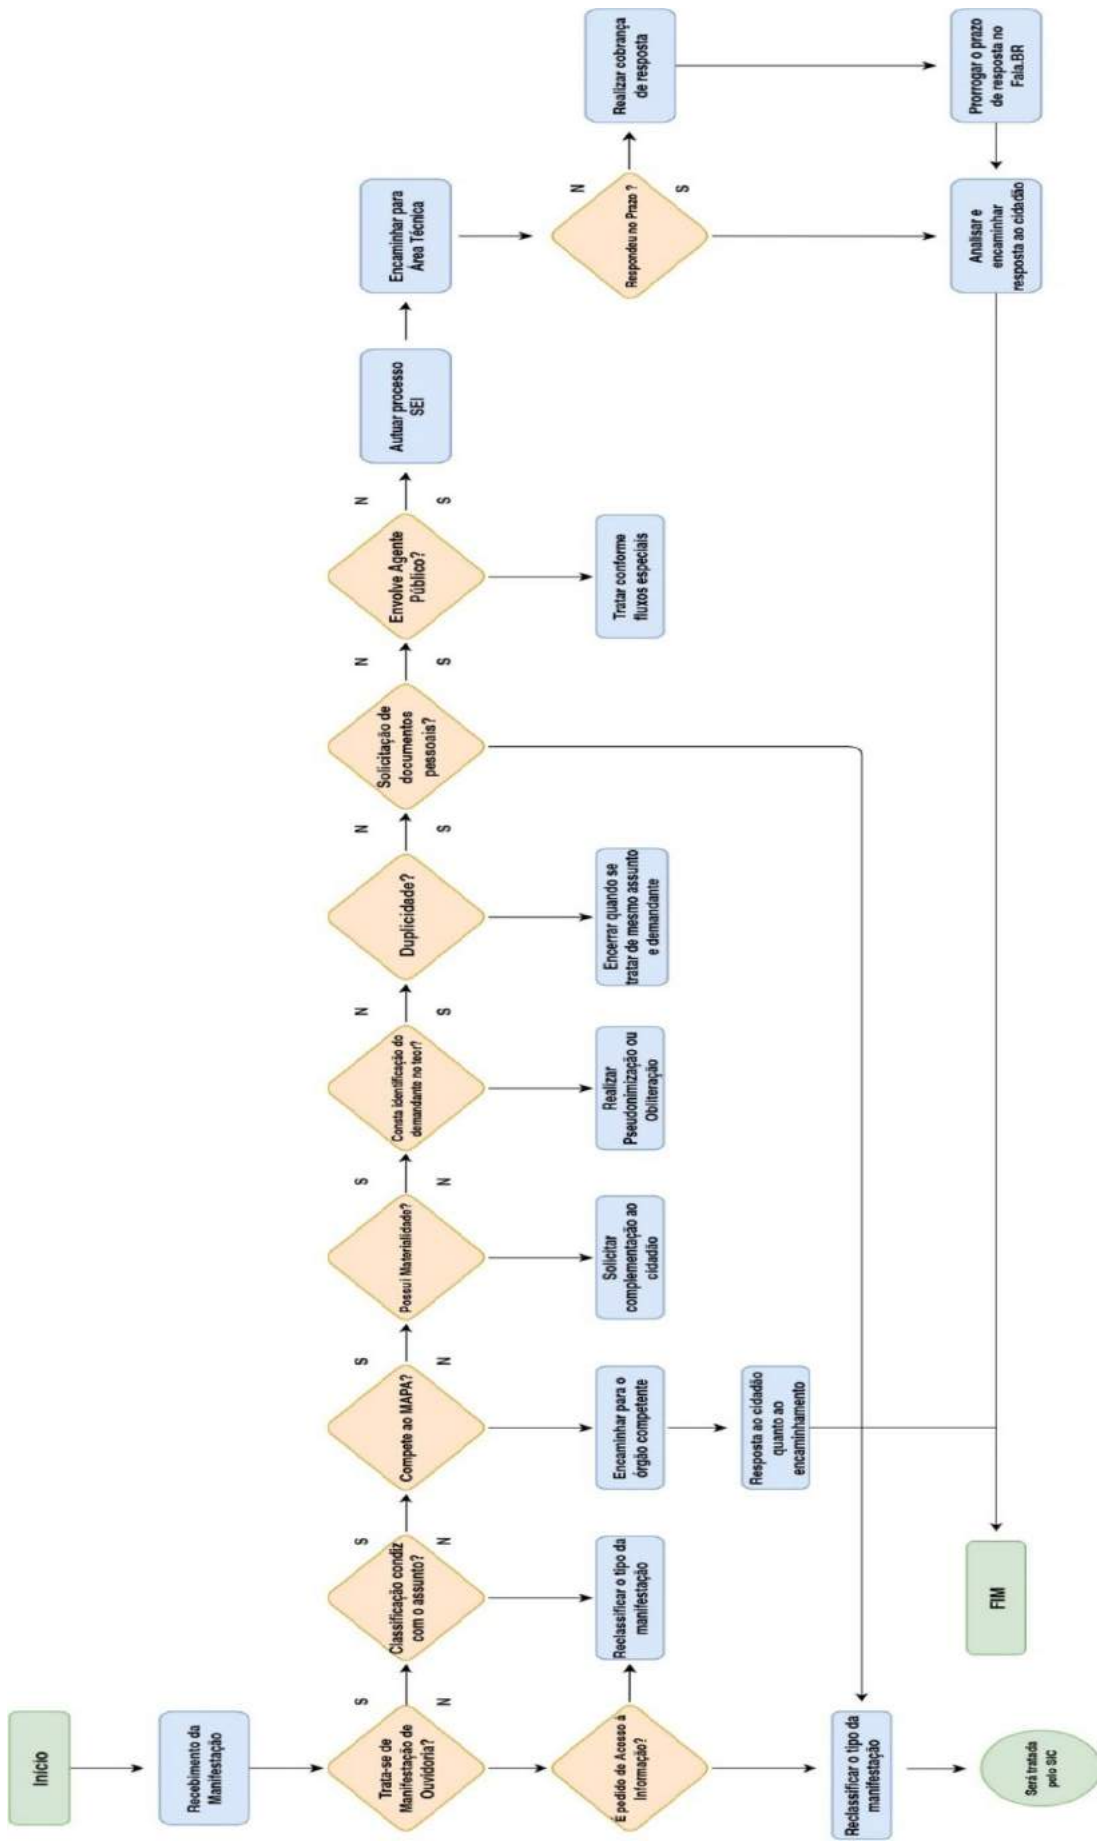 Início
Recebimento da
Manifestação
Trata-se de
Manifestação de
Ouvidoria?
S
N
Classificação condiz
com o assunto?
S
N
Compete ao MAPA?
S
N
Possui Materialidade?
S
N
Consta identificação do
demandante no teor?
N
S
Duplicidade?
N
S
Solicitação de
documentos
pessoais?
N
S
Envolve Agente
Público?
N
S
Autuar processo
SEI
Encaminhar para
Área Técnica
É pedido de Acesso à
Informação?
Reclassificar o tipo da
manifestação
Encaminhar para o
órgão competente
Solicitar
complementação ao
cidadão
Realizar
Pseudonimização ou
Obliteração
Encerrar quando se
tratar de mesmo assunto
e demandante
Tratar conforme
fluxos especiais
Respondeu no Prazo ?
N
S
Realizar cobrança
de resposta
Resposta ao cidadão
quanto ao
encaminhamento
Reclassificar o tipo da
manifestação
Será tratada
pelo SIC
FIM
Analisar e
encaminhar
resposta ao cidadão
Prorrogar o prazo
de resposta no
Fala.BR